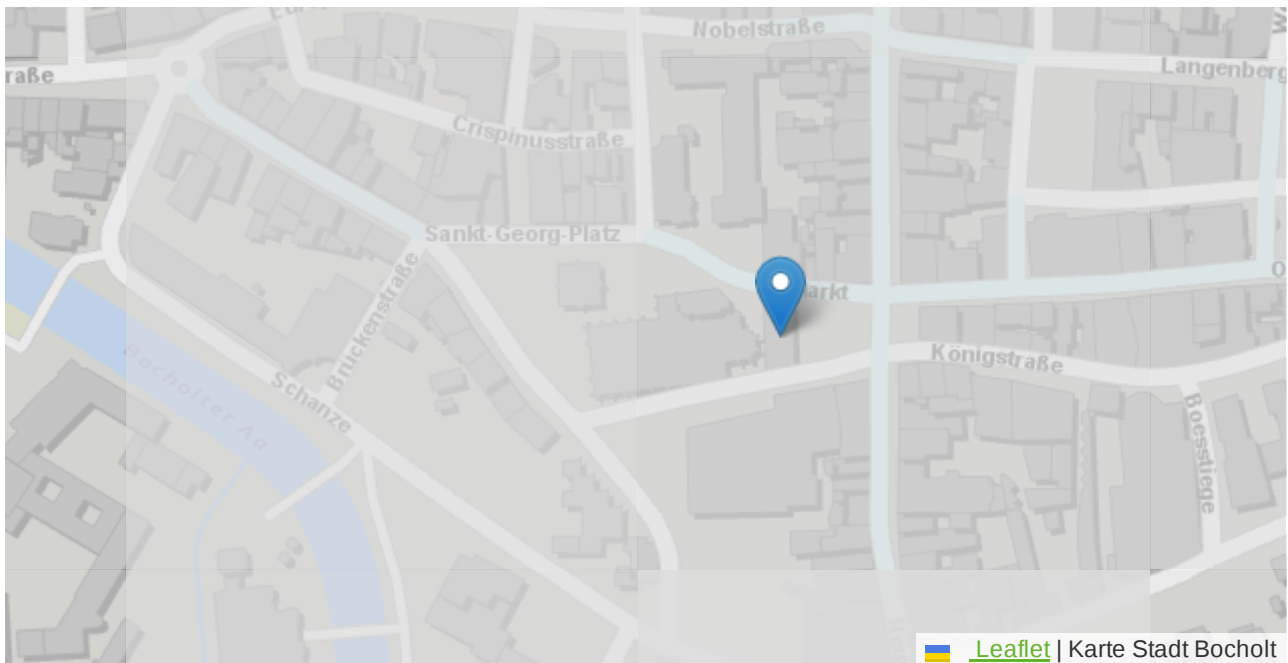 Nobelstraße
raße
Langenberg
Crispinusstraße
Sankt-Georg-Platz
arkt
Brückenstraße
Königstraße
Schanze
Bocholter Aa
Boesstiege
Leaflet | Karte Stadt Bocholt